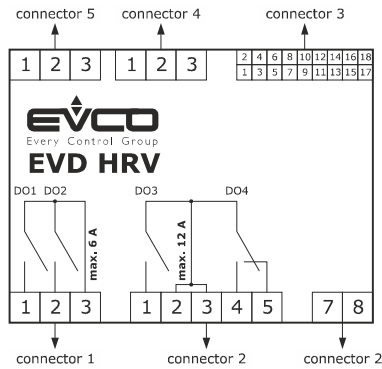 connector 5 connector 4 connector 3
1 2 3 1 2 3
2 4 6 8 10 12 14 16 18
1 3 5 7 9 11 13 15 17
EVCO
Every Control Group
EVD HRV
DO1 DO2 DO3 DO4
max. 6 A
max. 12 A
1 2 3 1 2 3 4 5 7 8
connector 1 connector 2 connector 2